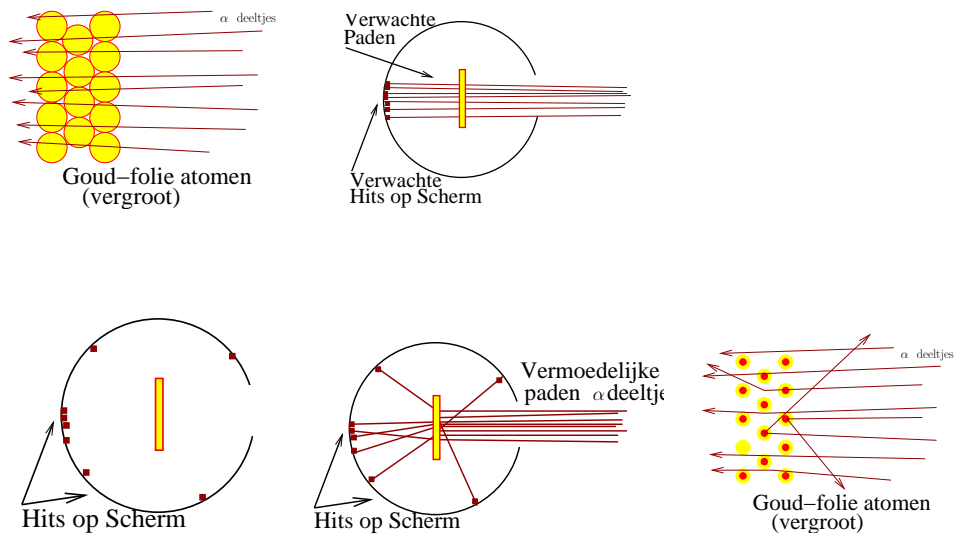 α deeltjes
Goud–folie atomen
(vergroot)
Verwachte
Paden
Verwachte
Hits op Scherm
Hits op Scherm
Vermoedelijke
paden α deeltje
Hits op Scherm
α deeltjes
Goud–folie atomen
(vergroot)